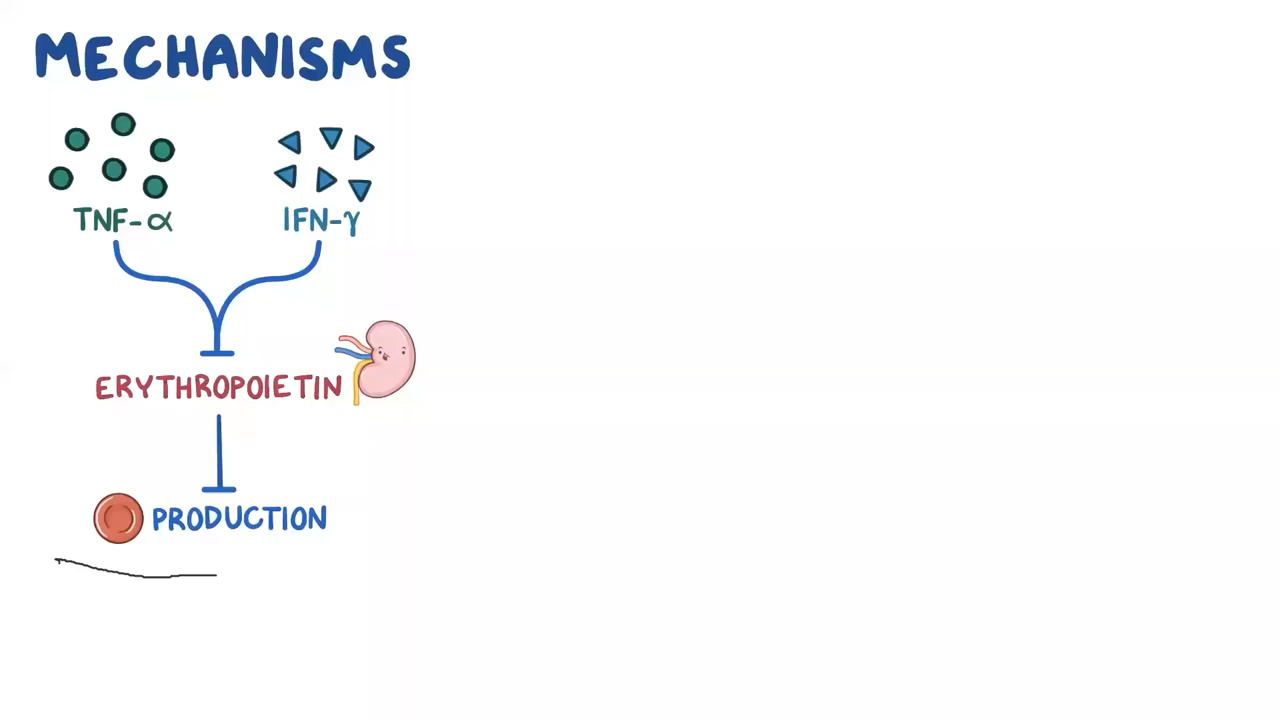 MECHANISMS
TNF-α IFN-γ
ERYTHROPOIETIN
PRODUCTION